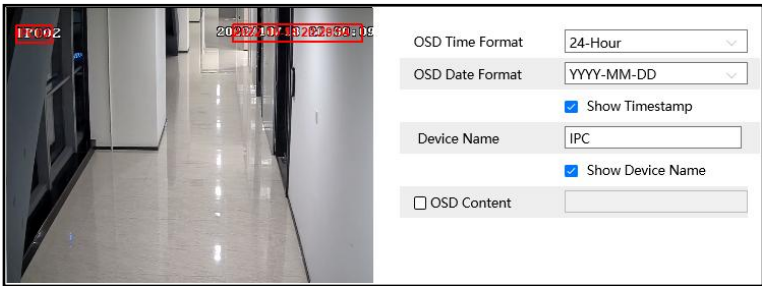 IPC02
OSD Time Format 24-Hour
OSD Date Format YYYY-MM-DD
Show Timestamp
Device Name IPC
Show Device Name
OSD Content